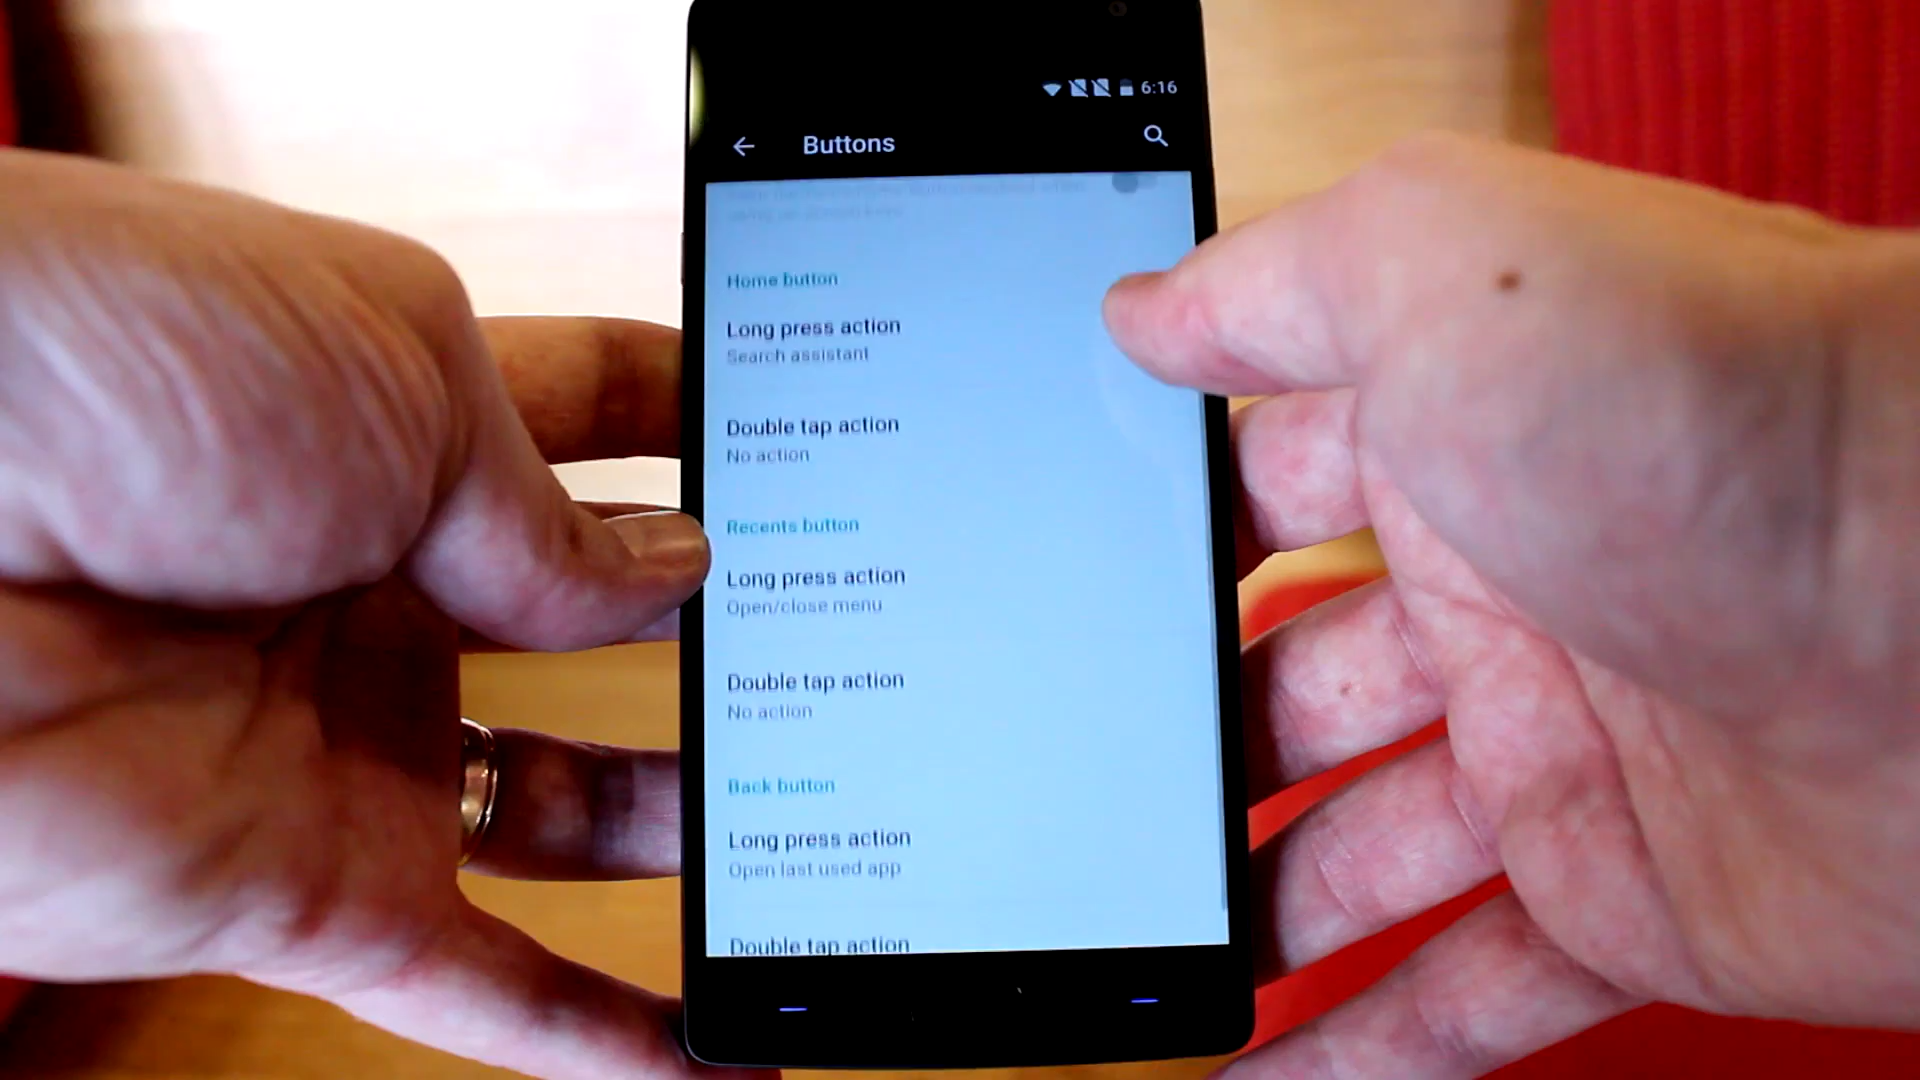 6:16
Buttons
Home button
Long press action
Search assistant
Double tap action
No action
Recents button
Long press action
Open/close menu
Double tap action
No action
Back button
Long press action
Open last used app
Double tap action